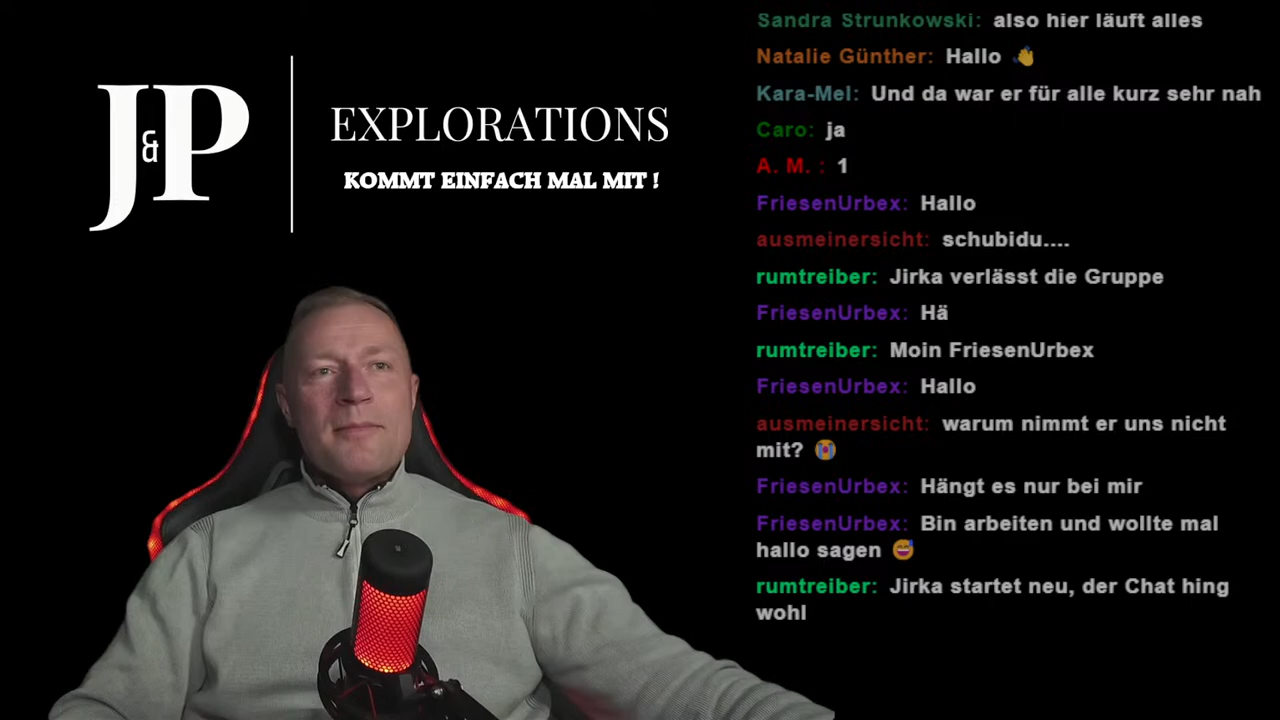 J&P
EXPLORATIONS
KOMMT EINFACH MAL MIT !
Sandra Strunkowski: also hier läuft alles
Natalie Günther: Hallo 👋
Kara-Mel: Und da war er für alle kurz sehr nah
Caro: ja
A. M. : 1
FriesenUrbex: Hallo
ausmeinersicht: schubidu....
rumtreiber: Jirka verlässt die Gruppe
FriesenUrbex: Hä
rumtreiber: Moin FriesenUrbex
FriesenUrbex: Hallo
ausmeinersicht: warum nimmt er uns nicht
mit? 😭
FriesenUrbex: Hängt es nur bei mir
FriesenUrbex: Bin arbeiten und wollte mal
hallo sagen 😅
rumtreiber: Jirka startet neu, der Chat hing
wohl